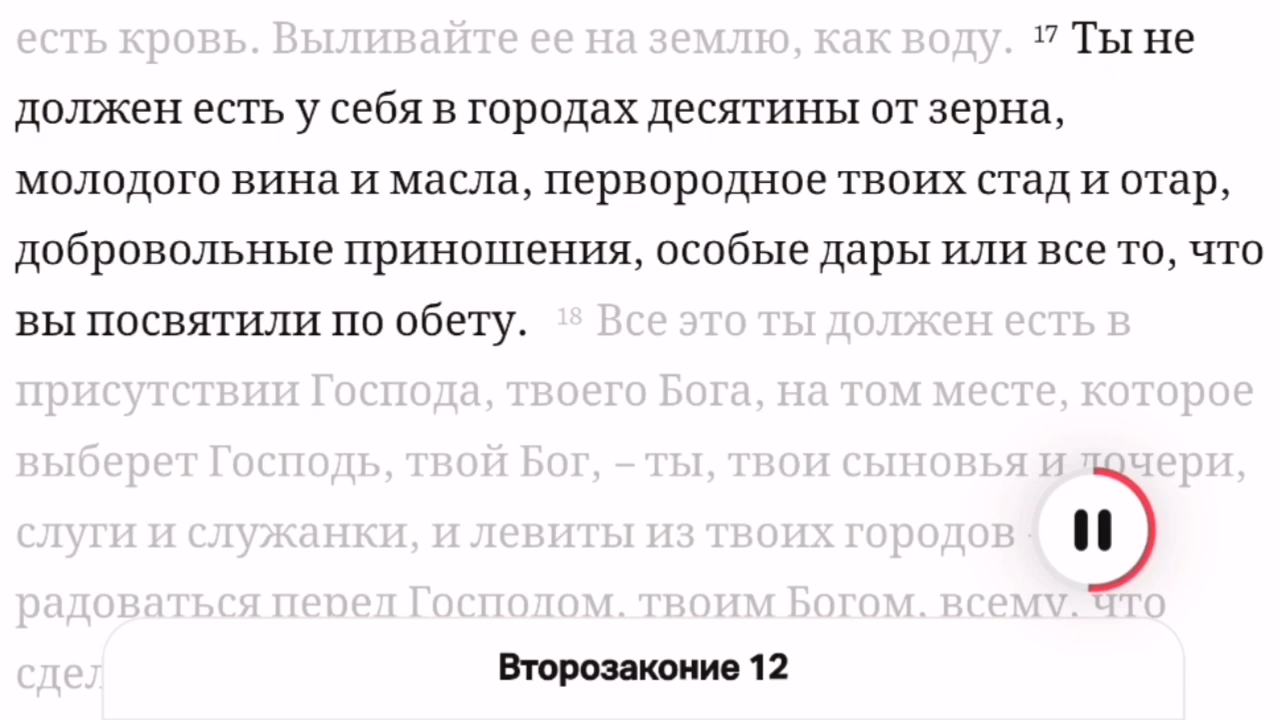 есть кровь. Выливайте ее на землю, как воду. 17 Ты не
должен есть у себя в городах десятины от зерна,
молодого вина и масла, первородное твоих стад и отар,
добровольные приношения, особые дары или все то, что
вы посвятили по обету. 18 Все это ты должен есть в
присутствии Господа, твоего Бога, на том месте, которое
выберет Господь, твой Бог, – ты, твои сыновья и дочери,
слуги и служанки, и левиты из твоих городов
радоваться перед Господом, твоим Богом, всему, что
Второзаконие 12